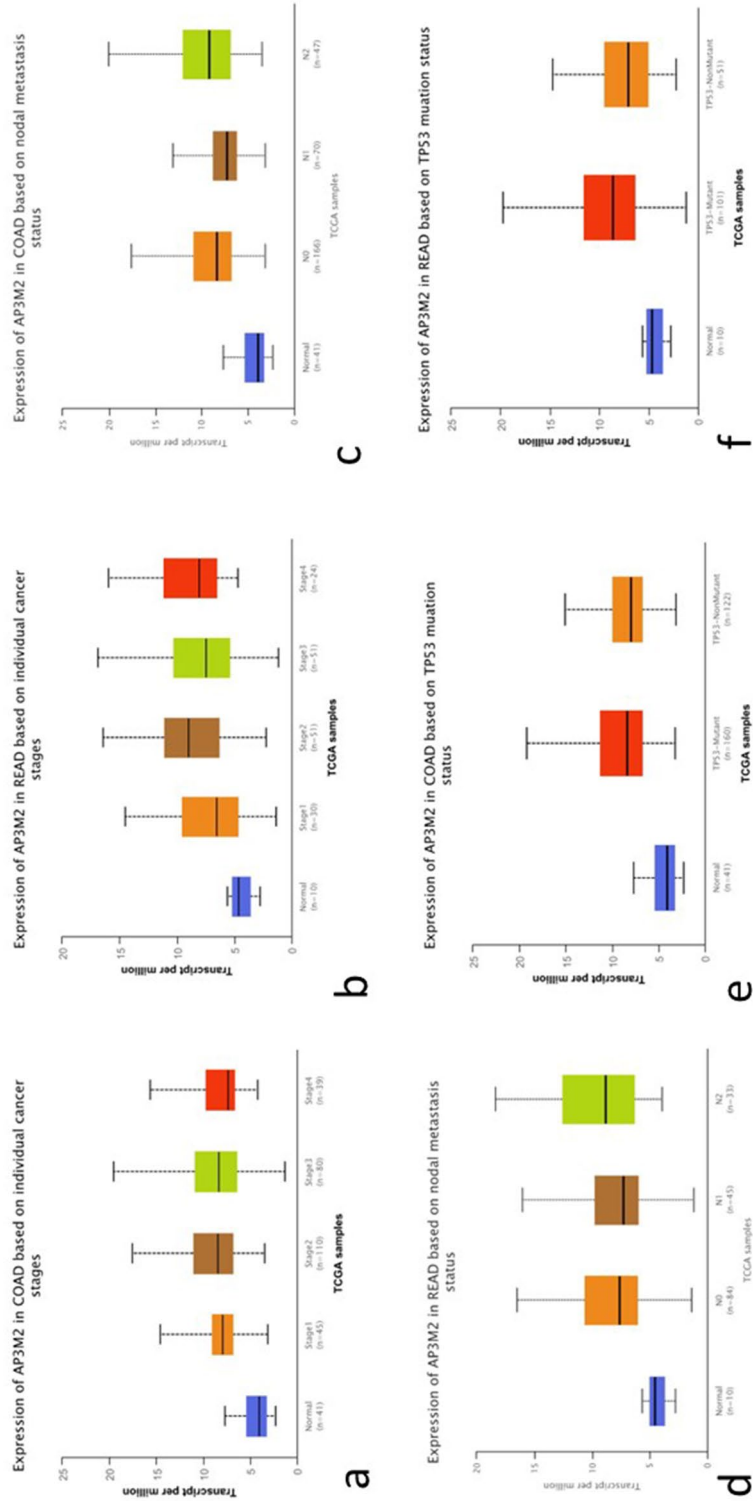 Expression of AP3M2 in COAD based on individual cancer
stages
Transcript per million
25
20
15
10
5
0
Normal
(n=41)
Stage1
(n=45)
Stage2
(n=110)
Stage3
(n=80)
Stage4
(n=39)
TCGA samples
a
Expression of AP3M2 in READ based on individual cancer
stages
Transcript per million
20
15
10
5
0
Normal
(n=10)
Stage1
(n=30)
Stage2
(n=51)
Stage3
(n=51)
Stage4
(n=24)
TCGA samples
b
Expression of AP3M2 in COAD based on nodal metastasis
status
Transcript per million
25
20
15
10
5
0
Normal
(n=41)
N0
(n=166)
N1
(n=70)
N2
(n=47)
TCGA samples
c
Expression of AP3M2 in READ based on nodal metastasis
status
Transcript per million
20
15
10
5
0
Normal
(n=10)
N0
(n=84)
N1
(n=45)
N2
(n=33)
TCGA samples
d
Expression of AP3M2 in COAD based on TP53 muation
status
Transcript per million
25
20
15
10
5
0
Normal
(n=41)
TP53-Mutant
(n=160)
TP53-NonMutant
(n=122)
TCGA samples
e
Expression of AP3M2 in READ based on TP53 muation status
Transcript per million
25
20
15
10
5
0
Normal
(n=10)
TP53-Mutant
(n=101)
TP53-NonMutant
(n=51)
TCGA samples
f